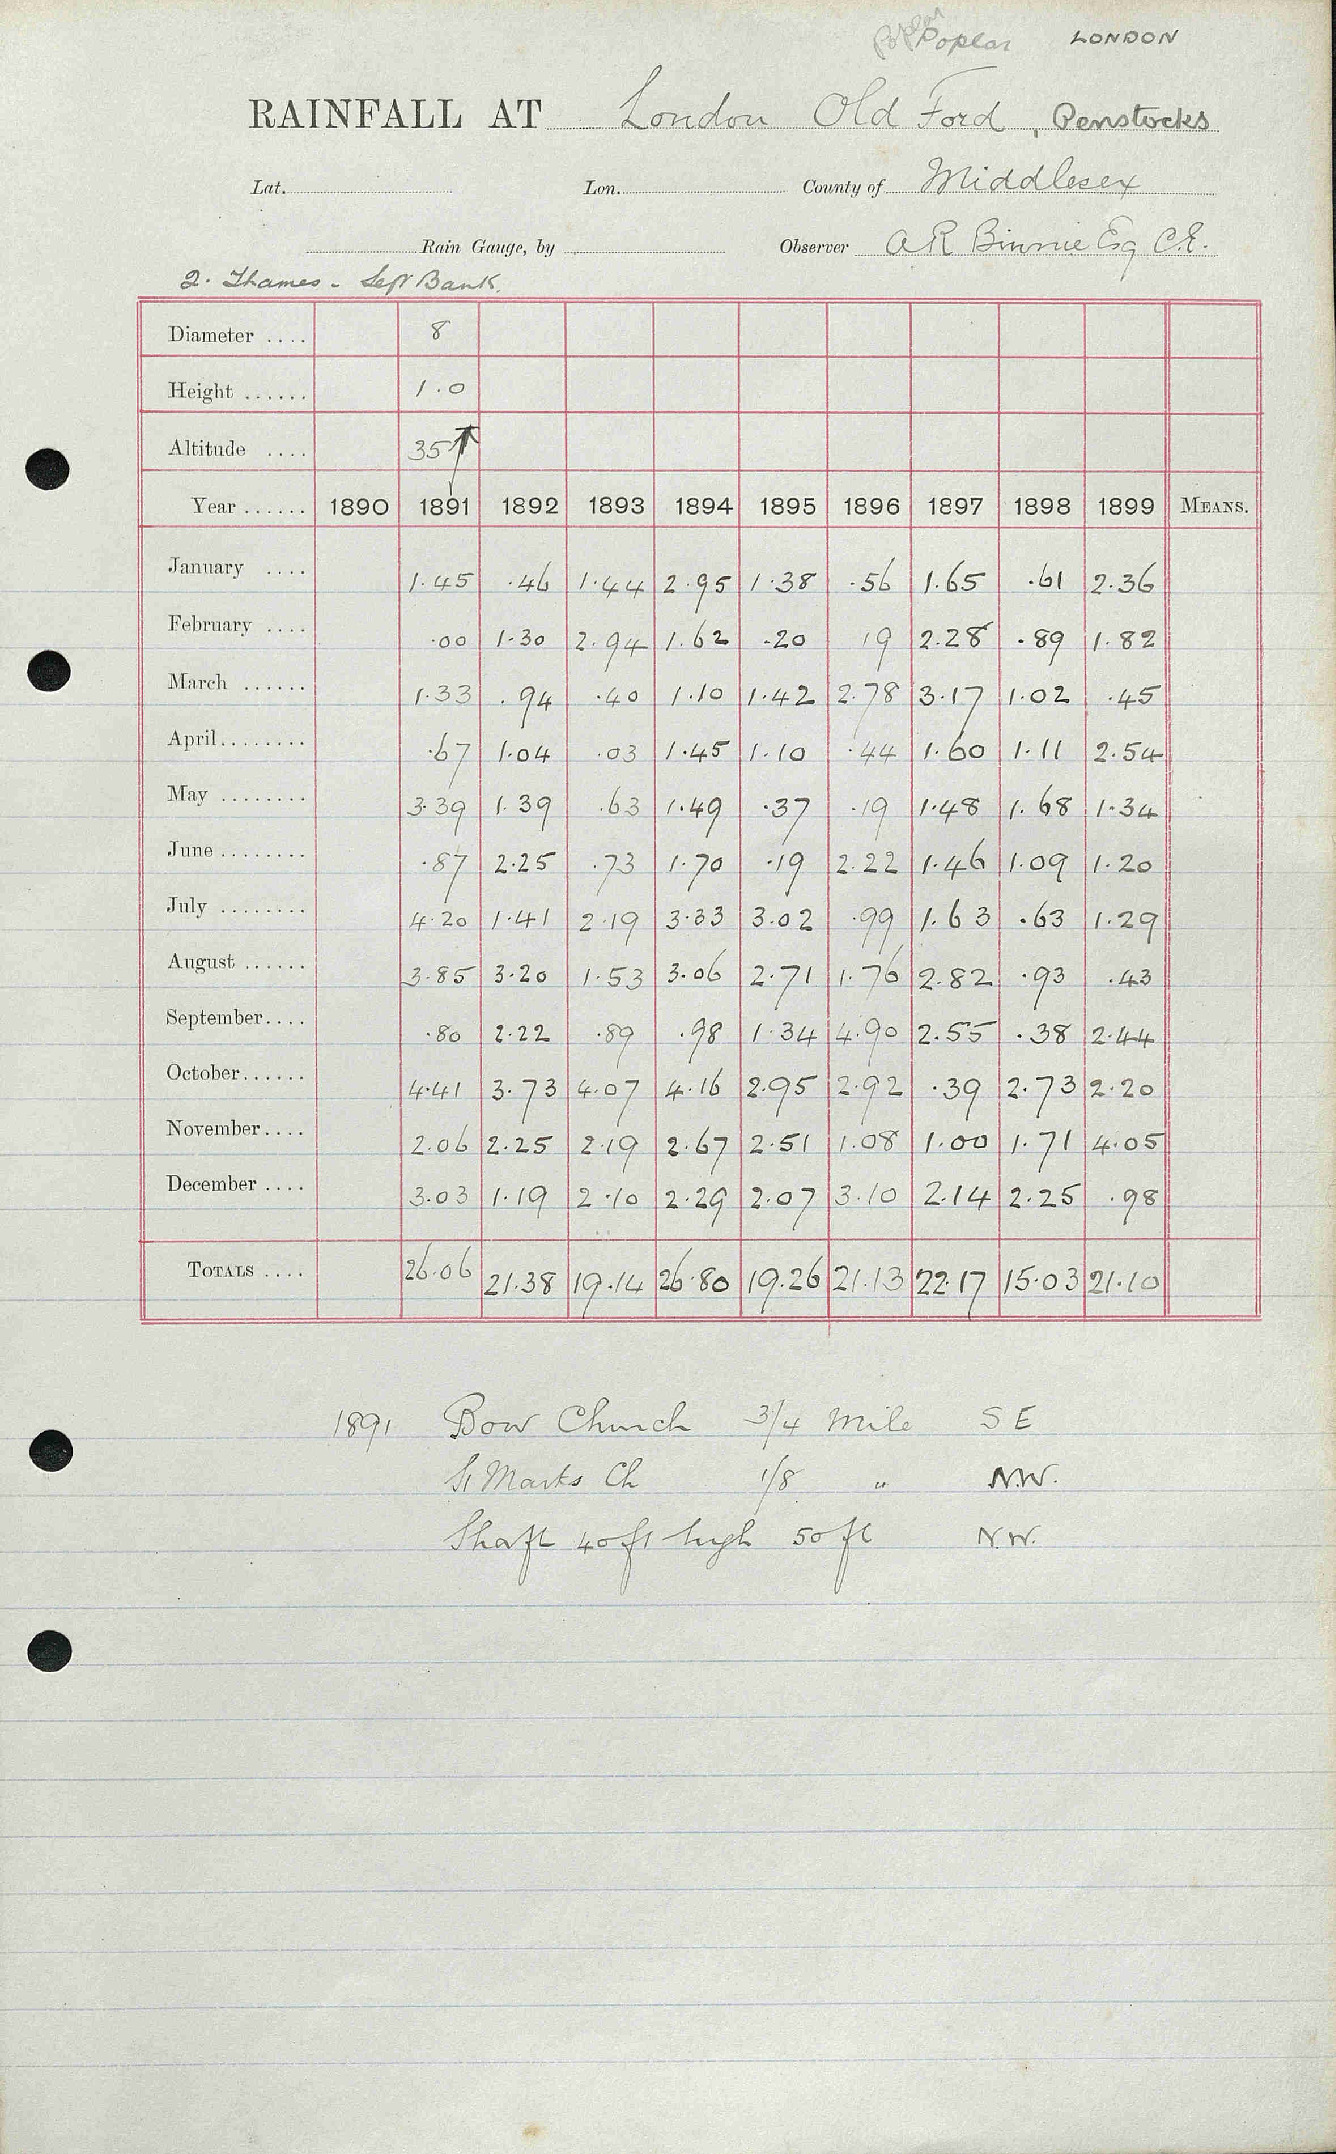 Poplar Poplar LONDON
RAINFALL AT London Old Ford, Penstocks
Lat. Lon. County of Middlesex
Rain Gauge, by Observer A R Binnie Esq C.E.
2. Thames - Left Bank.
Diameter .... 8
Height ...... 1.0
Altitude .... 35
Year ...... 1890 1891 1892 1893 1894 1895 1896 1897 1898 1899 MEANS.
January .... 1.45 .46 1.44 2.95 1.38 .56 1.65 .61 2.36
February .... .00 1.30 2.94 1.62 .20 19 2.28 .89 1.82
March ...... 1.33 .94 .40 1.10 1.42 2.78 3.17 1.02 .45
April........ .67 1.04 .03 1.45 1.10 .44 1.60 1.11 2.54
May ........ 3.39 1.39 .63 1.49 .37 .19 1.48 1.68 1.34
June ........ .87 2.25 .73 1.70 .19 2.22 1.46 1.09 1.20
July ........ 4.20 1.41 2.19 3.33 3.02 .99 1.63 .63 1.29
August ...... 3.85 3.20 1.53 3.06 2.71 1.76 2.82 .93 .43
September.... .80 2.22 .89 .98 1.34 4.90 2.55 .38 2.44
October...... 4.41 3.73 4.07 4.16 2.95 2.92 .39 2.73 2.20
November.... 2.06 2.25 2.19 2.67 2.51 1.08 1.00 1.71 4.05
December .... 3.03 1.19 2.10 2.29 2.07 3.10 2.14 2.25 .98
TOTALS .... 26.06 21.38 19.14 26.80 19.26 21.13 22.17 15.03 21.10
1891 Bow Church 3/4 Mile S E
St Marks Ch 1/8 " N.W.
Shaft 40ft high 50 ft N.W.